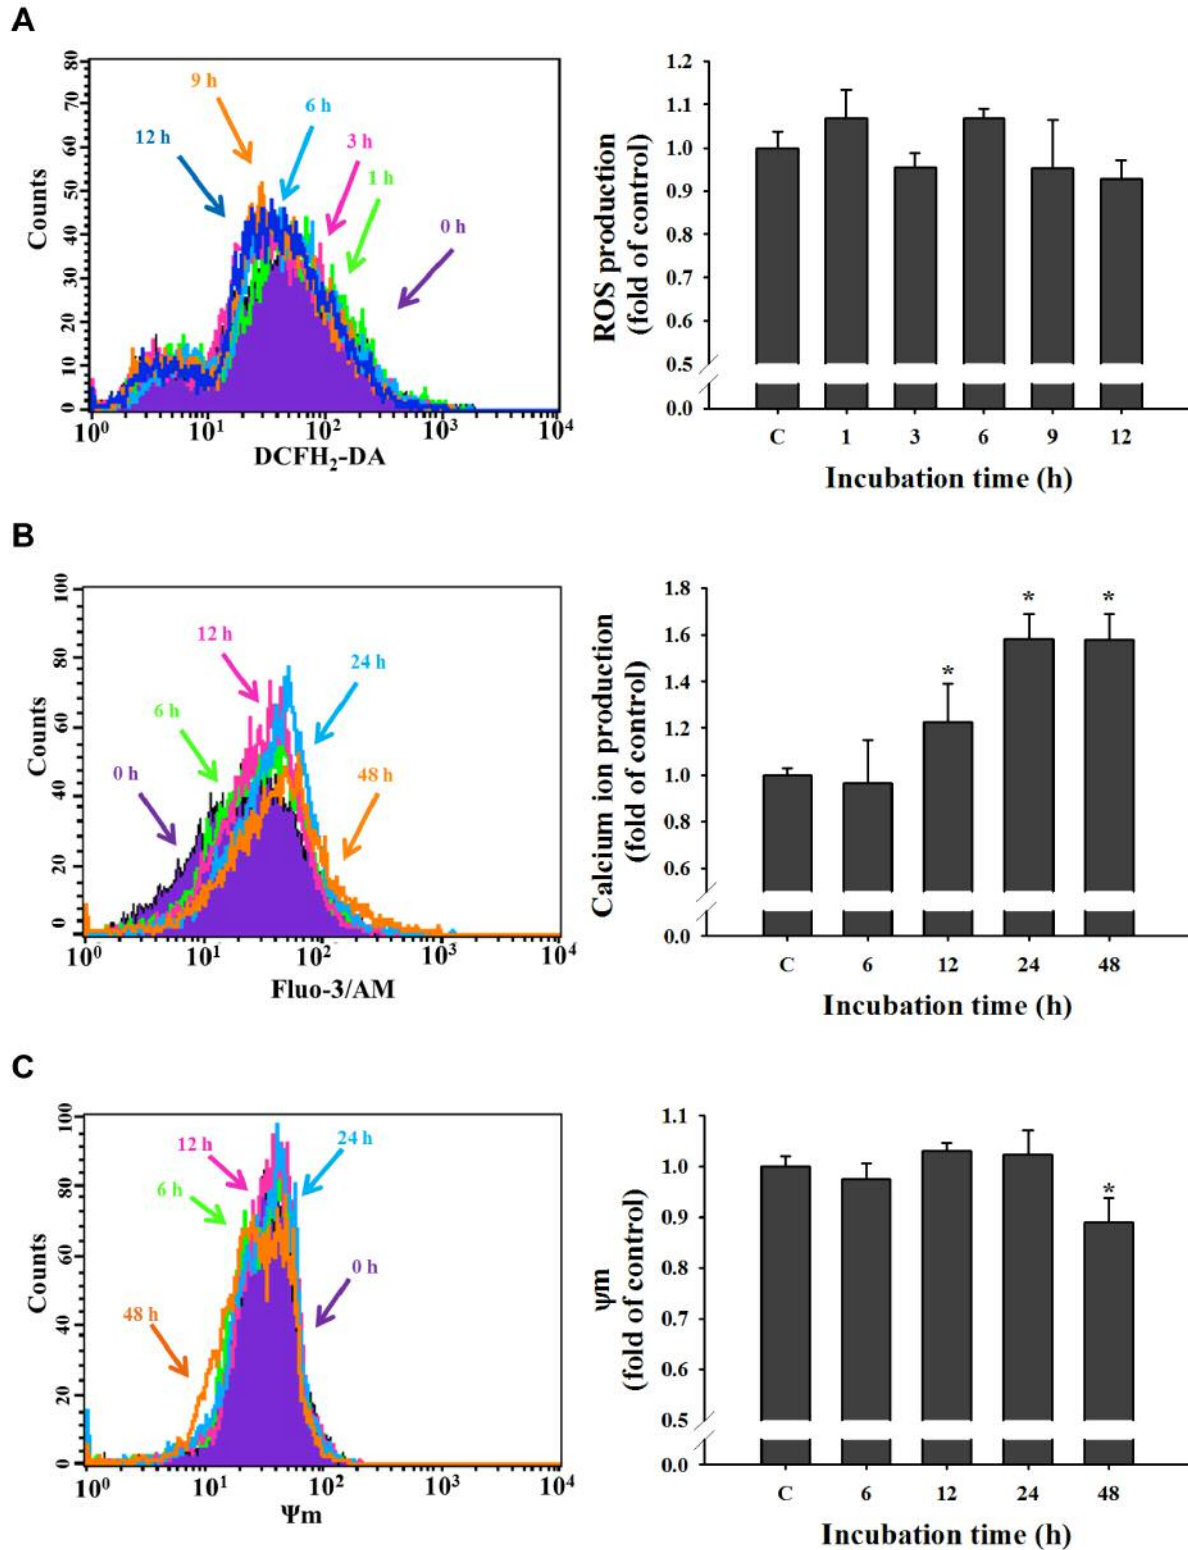 A
80
70
60
50
40
30
20
10
0
Counts
9 h
6 h
12 h
3 h
1 h
0 h
10⁰ 10¹ 10² 10³ 10⁴
DCFH₂-DA
1.2
1.1
1.0
0.9
0.8
0.7
0.6
0.5
0.0
ROS production
(fold of control)
C 1 3 6 9 12
Incubation time (h)
B
100
80
60
40
20
0
Counts
12 h
24 h
6 h
0 h
48 h
10⁰ 10¹ 10² 10³ 10⁴
Fluo-3/AM
1.8
1.6
1.4
1.2
1.0
0.8
0.6
0.0
Calcium ion production
(fold of control)
* * *
C 6 12 24 48
Incubation time (h)
C
100
80
60
40
20
0
Counts
12 h
24 h
6 h
0 h
48 h
10⁰ 10¹ 10² 10³ 10⁴
Ψm
1.1
1.0
0.9
0.8
0.7
0.6
0.5
0.0
ψm
(fold of control)
*
C 6 12 24 48
Incubation time (h)